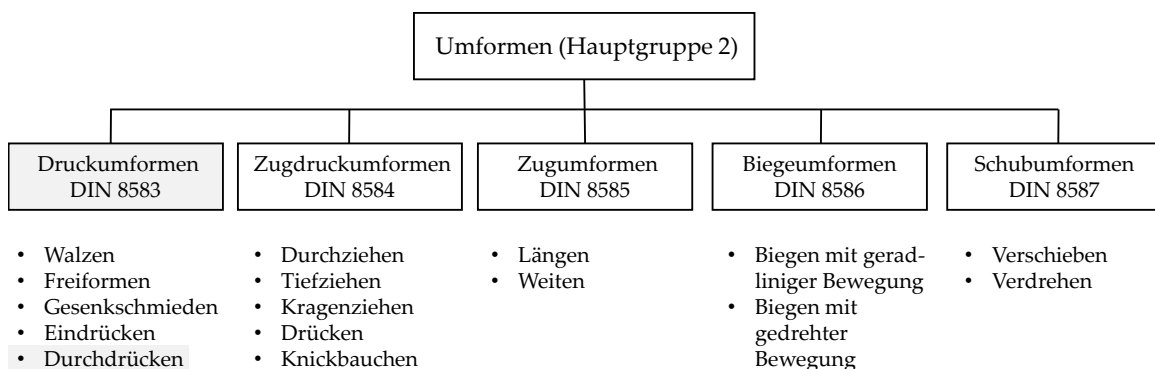 Umformen (Hauptgruppe 2)
Druckumformen
DIN 8583
Zugdruckumformen
DIN 8584
Zugumformen
DIN 8585
Biegeumformen
DIN 8586
Schubumformen
DIN 8587
• Walzen
• Freiformen
• Gesenkschmieden
• Eindrücken
• Durchdrücken
• Durchziehen
• Tiefziehen
• Kragenziehen
• Drücken
• Knickbauchen
• Längen
• Weiten
• Biegen mit gerad-
liniger Bewegung
• Biegen mit
gedrehter
Bewegung
• Verschieben
• Verdrehen